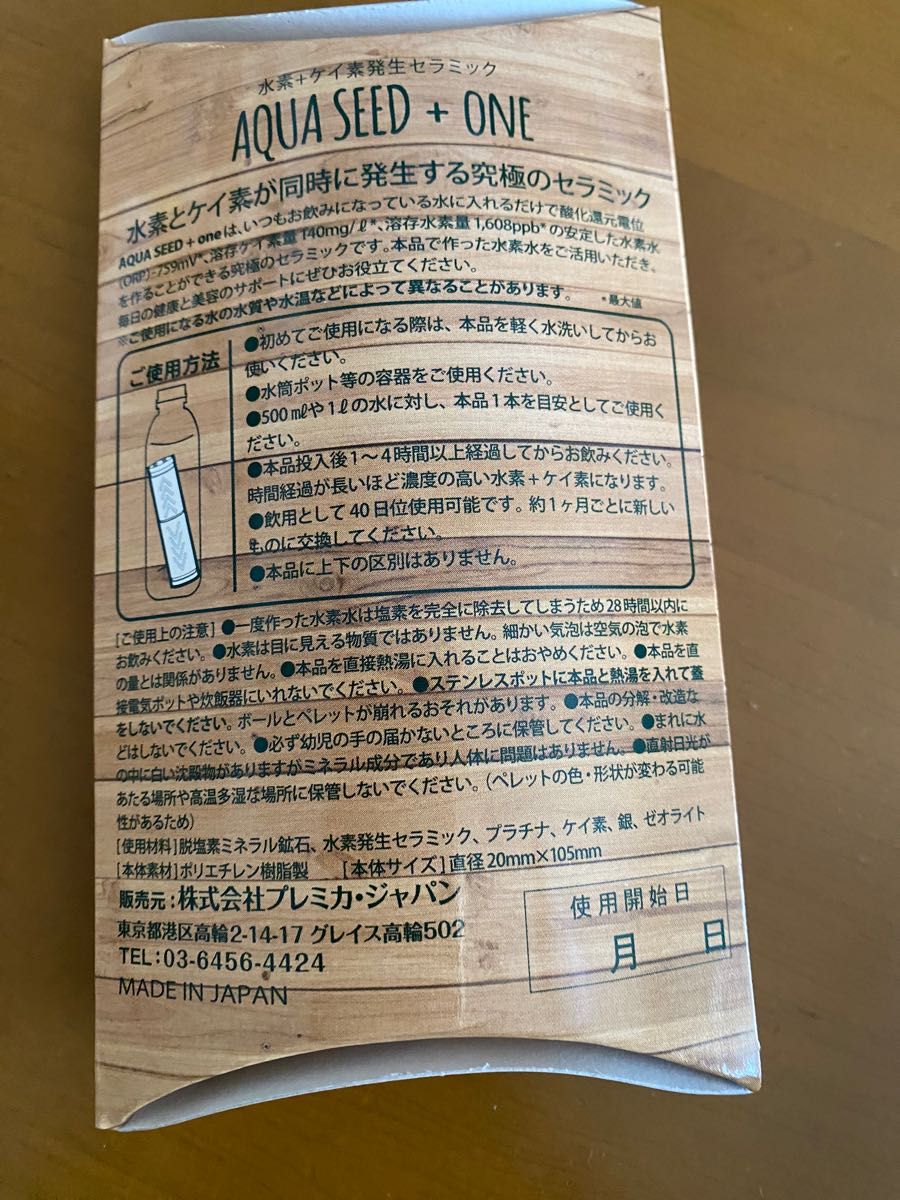 水素+ケイ素発生セラミック
AQUA SEED + ONE
水素とケイ素が同時に発生する究極のセラミック
AQUA SEED + oneは、いつもお飲みになっている水に入れるだけで酸化還元電位
(ORP)-759mV*、溶存ケイ素量140mg/ℓ*、溶存水素量1,608ppb*の安定した水素水
を作ることができる究極のセラミックです。本品で作った水素水をご活用いただき、
毎日の健康と美容のサポートにぜひお役立てください。
※ご使用になる水の水質や水温などによって異なることがあります。 *最大値
ご使用方法
●初めてご使用になる際は、本品を軽く水洗いしてからお
使いください。
●水筒ポット等の容器をご使用ください。
●500㎖や1ℓの水に対し、本品1本を目安としてご使用く
ださい。
●本品投入後1〜4時間以上経過してからお飲みください。
時間経過が長いほど濃度の高い水素+ケイ素になります。
●飲用として40日位使用可能です。約1ヶ月ごとに新しい
ものに交換してください。
●本品に上下の区別はありません。
[ご使用上の注意] ●一度作った水素水は塩素を完全に除去してしまうため28時間以内に
お飲みください。●水素は目に見える物質ではありません。細かい気泡は空気の泡で水素
の量とは関係がありません。●本品を直接熱湯に入れることはおやめください。●本品を直
接電気ポットや炊飯器にいれないでください。●ステンレスポットに本品と熱湯を入れて蓋
をしないでください。ボールとペレットが崩れるおそれがあります。●本品の分解・改造な
どはしないでください。●必ず幼児の手の届かないところに保管してください。●まれに水
の中に白い沈殿物がありますがミネラル成分であり人体に問題はありません。●直射日光が
あたる場所や高温多湿な場所に保管しないでください。(ペレットの色・形状が変わる可能
性があるため)
[使用材料]脱塩素ミネラル鉱石、水素発生セラミック、プラチナ、ケイ素、銀、ゼオライト
[本体素材]ポリエチレン樹脂製 [本体サイズ]直径20mm×105mm
販売元:株式会社プレミカ・ジャパン
東京都港区高輪2-14-17 グレイス高輪502
TEL:03-6456-4424
MADE IN JAPAN
使用開始日
月 日